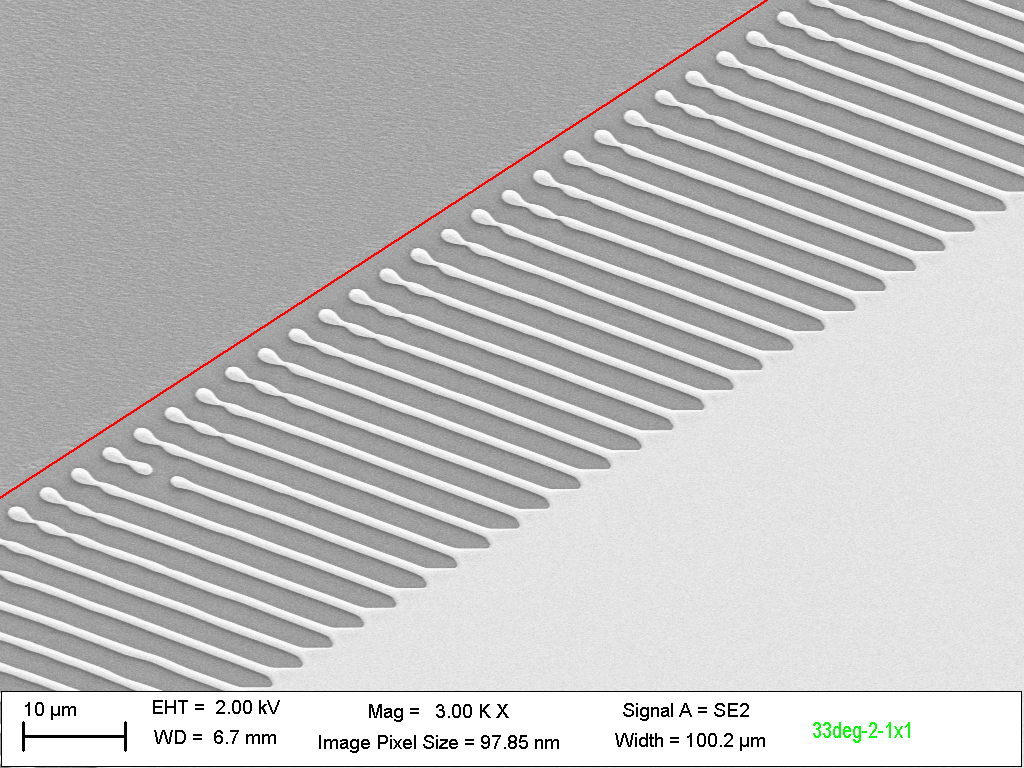 10 µm
EHT = 2.00 kV
WD = 6.7 mm
Mag = 3.00 K X
Image Pixel Size = 97.85 nm
Signal A = SE2
Width = 100.2 µm
33deg-2-1x1